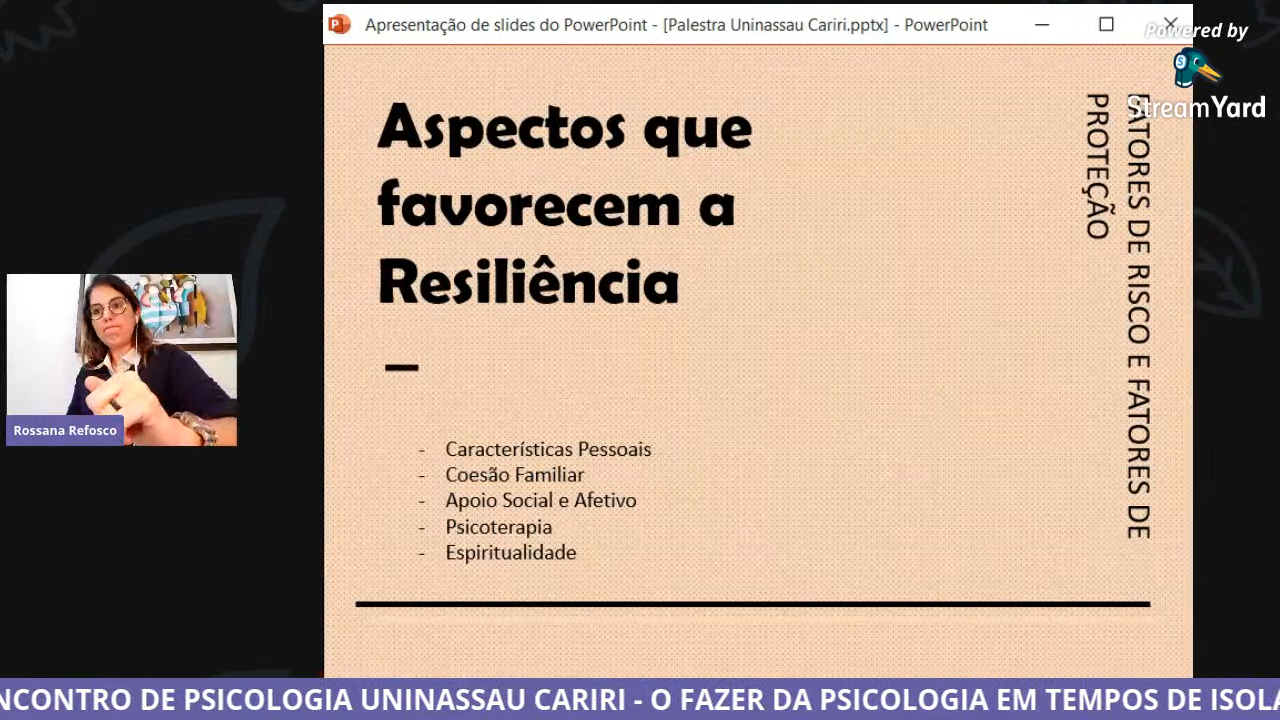 Apresentação de slides do PowerPoint - [Palestra Uninassau Cariri.pptx] - PowerPoint
Powered by
StreamYard
Aspectos que
favorecem a
Resiliência
FATORES DE RISCO E FATORES DE
PROTEÇÃO
- Características Pessoais
- Coesão Familiar
- Apoio Social e Afetivo
- Psicoterapia
- Espiritualidade
Rossana Refosco
NCONTRO DE PSICOLOGIA UNINASSAU CARIRI - O FAZER DA PSICOLOGIA EM TEMPOS DE ISOLA